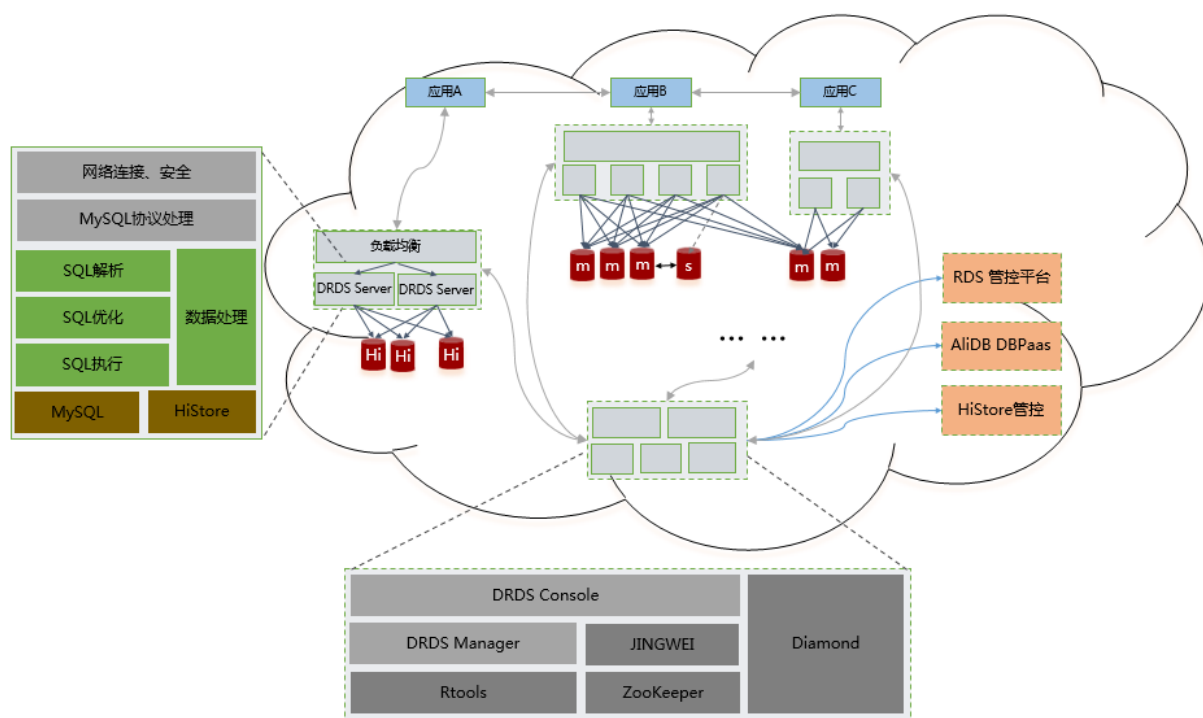 应用A
应用B
应用C
网络连接、安全
MySQL协议处理
SQL解析
SQL优化
SQL执行
数据处理
MySQL
HiStore
负载均衡
DRDS Server
DRDS Server
Hi
Hi
Hi
m
m
m
s
m
m
... ...
RDS 管控平台
AliDB DBPaas
HiStore管控
DRDS Console
DRDS Manager
JINGWEI
Diamond
Rtools
ZooKeeper